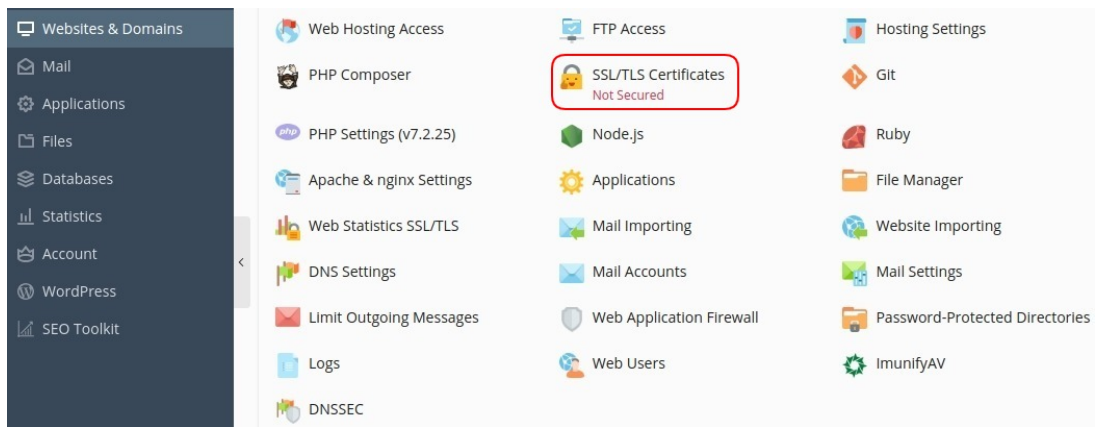 Websites & Domains
Mail
Applications
Files
Databases
Statistics
Account
WordPress
SEO Toolkit
Web Hosting Access
FTP Access
Hosting Settings
PHP Composer
SSL/TLS Certificates
Not Secured
Git
php
PHP Settings (v7.2.25)
Node.js
Ruby
Apache & nginx Settings
Applications
File Manager
Web Statistics SSL/TLS
Mail Importing
Website Importing
DNS Settings
Mail Accounts
Mail Settings
Limit Outgoing Messages
Web Application Firewall
Password-Protected Directories
Logs
Web Users
ImunifyAV
DNSSEC